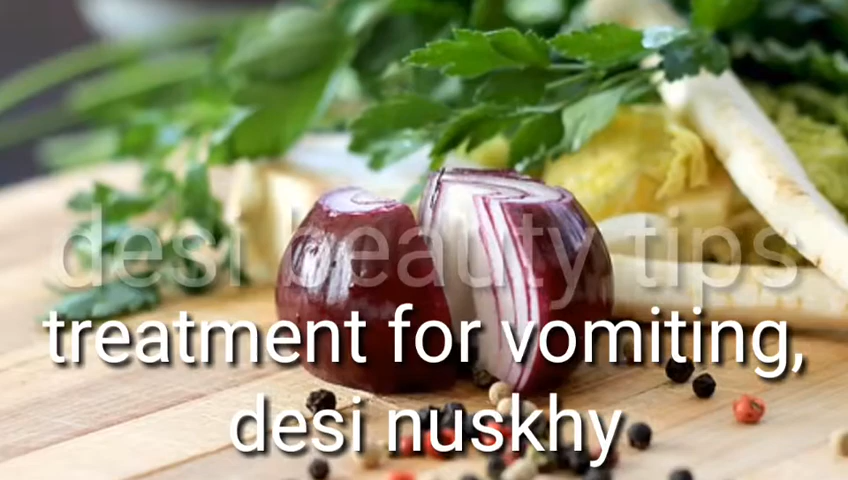 desi beauty tips
treatment for vomiting,
desi nuskhy